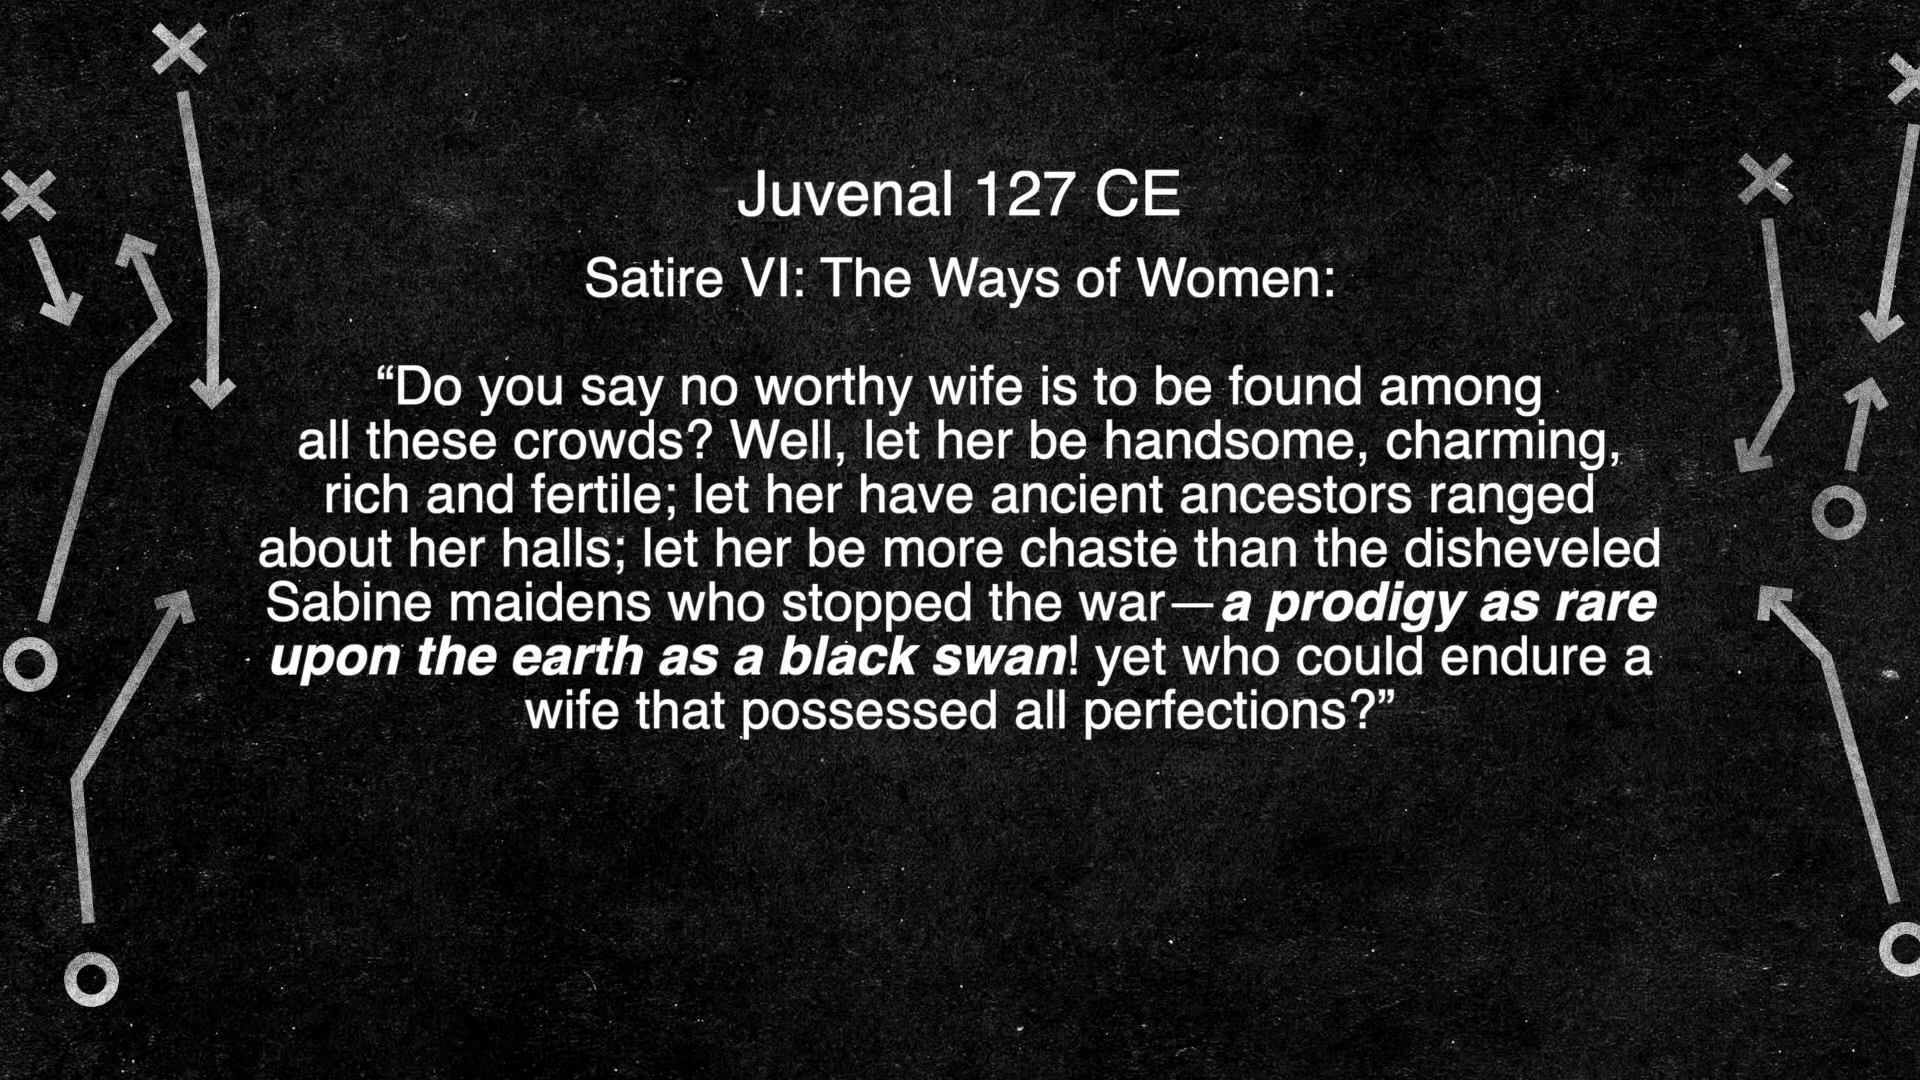 Juvenal 127 CE
Satire VI: The Ways of Women:
“Do you say no worthy wife is to be found among
all these crowds? Well, let her be handsome, charming,
rich and fertile; let her have ancient ancestors ranged
about her halls; let her be more chaste than the disheveled
Sabine maidens who stopped the war—a prodigy as rare
upon the earth as a black swan! yet who could endure a
wife that possessed all perfections?”